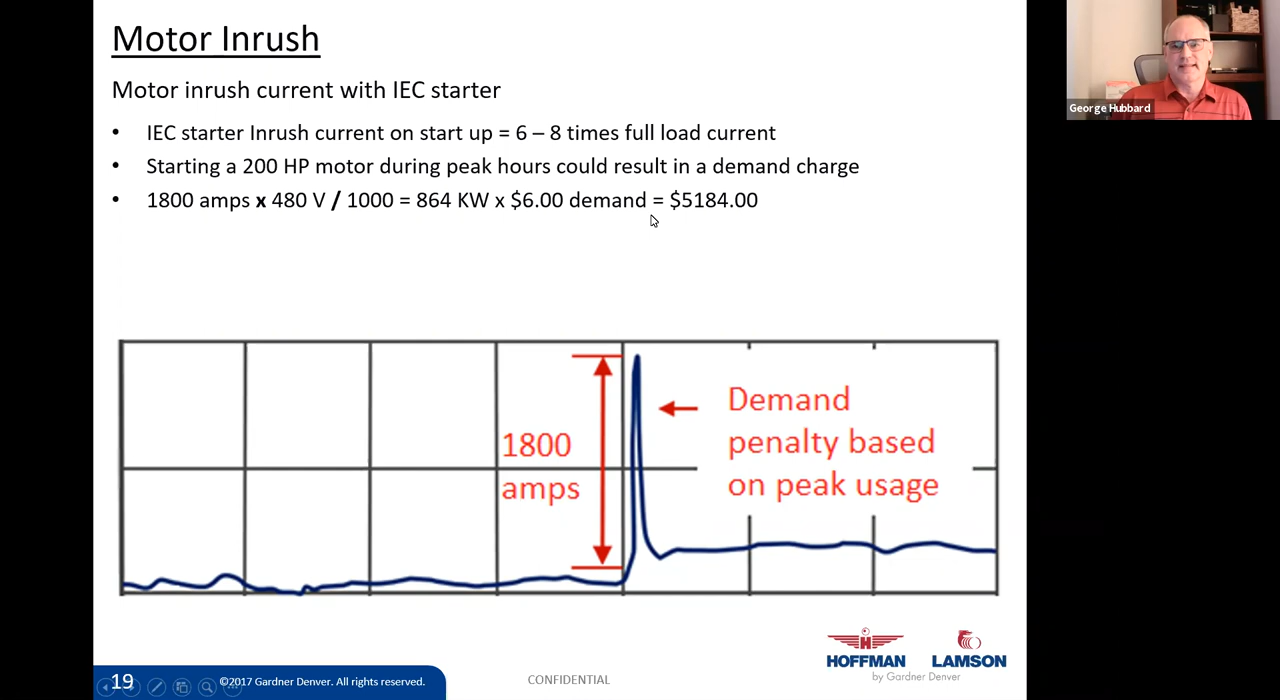 Motor Inrush
Motor inrush current with IEC starter
• IEC starter Inrush current on start up = 6 – 8 times full load current
• Starting a 200 HP motor during peak hours could result in a demand charge
• 1800 amps x 480 V / 1000 = 864 KW x $6.00 demand = $5184.00
1800
amps
Demand
penalty based
on peak usage
H
HOFFMAN
LAMSON
by Gardner Denver
19
©2017 Gardner Denver. All rights reserved.
CONFIDENTIAL
George Hubbard